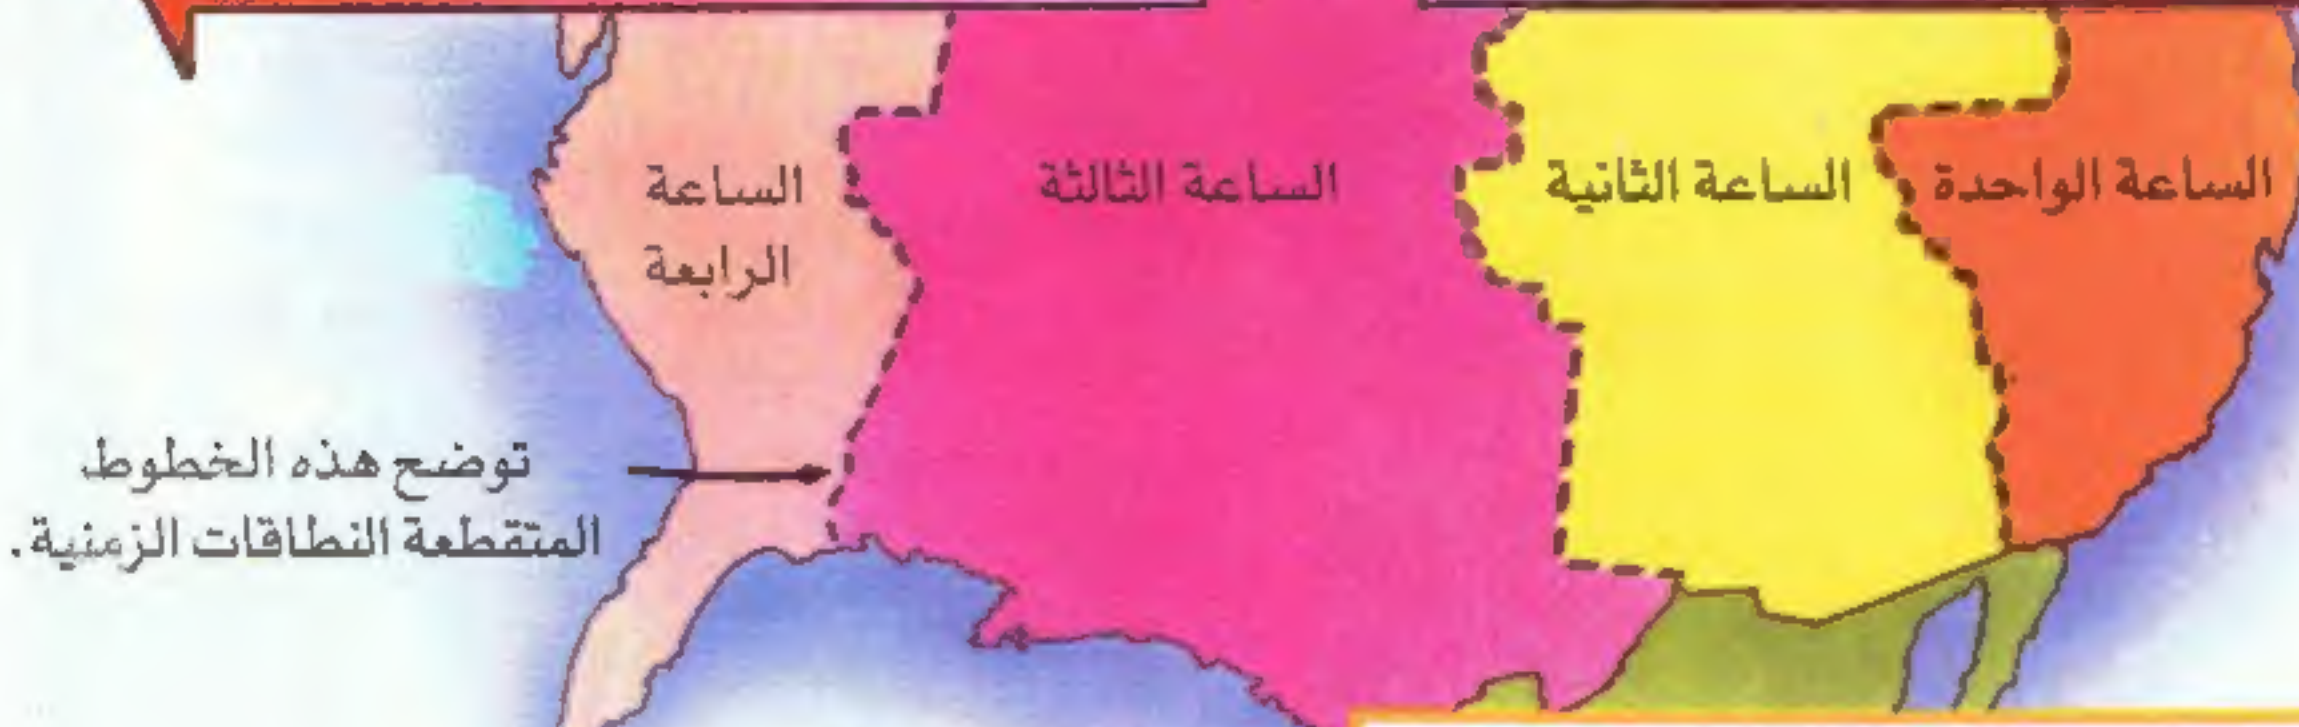 الساعة الواحدة
الساعة الثانية
الساعة الثالثة
الساعة
الرابعة
توضح هذه الخطوط
المتقطعة النطاقات الزمنية.